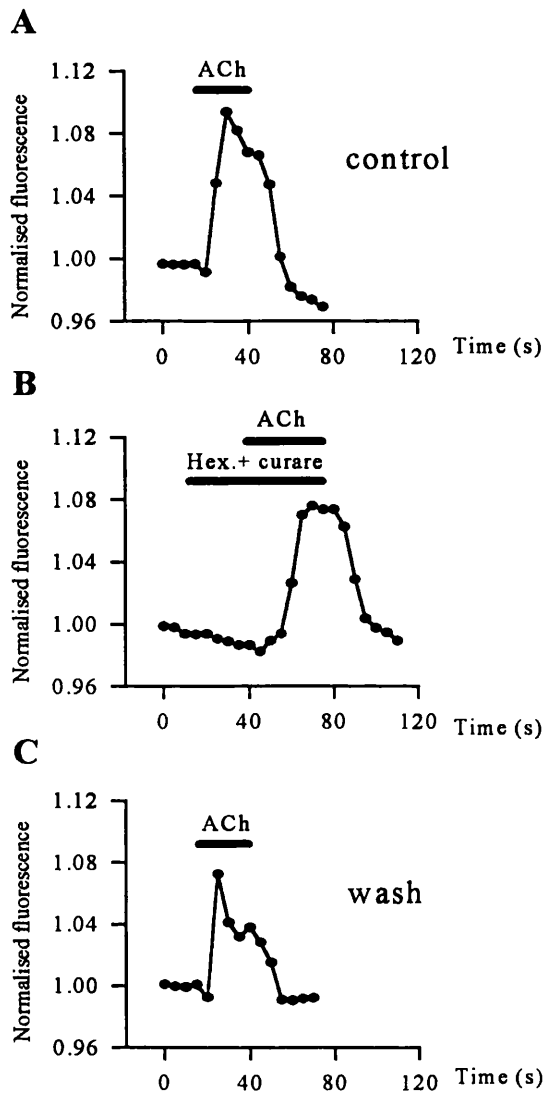 A
1.12
ACh
1.08
control
1.04
1.00
0.96
Normalised fluorescence
0 40 80 120 Time (s)
B
ACh
1.12
Hex.+ curare
1.08
1.04
1.00
0.96
Normalised fluorescence
0 40 80 120 Time (s)
C
1.12
ACh
1.08
wash
1.04
1.00
0.96
Normalised fluorescence
0 40 80 120 Time (s)